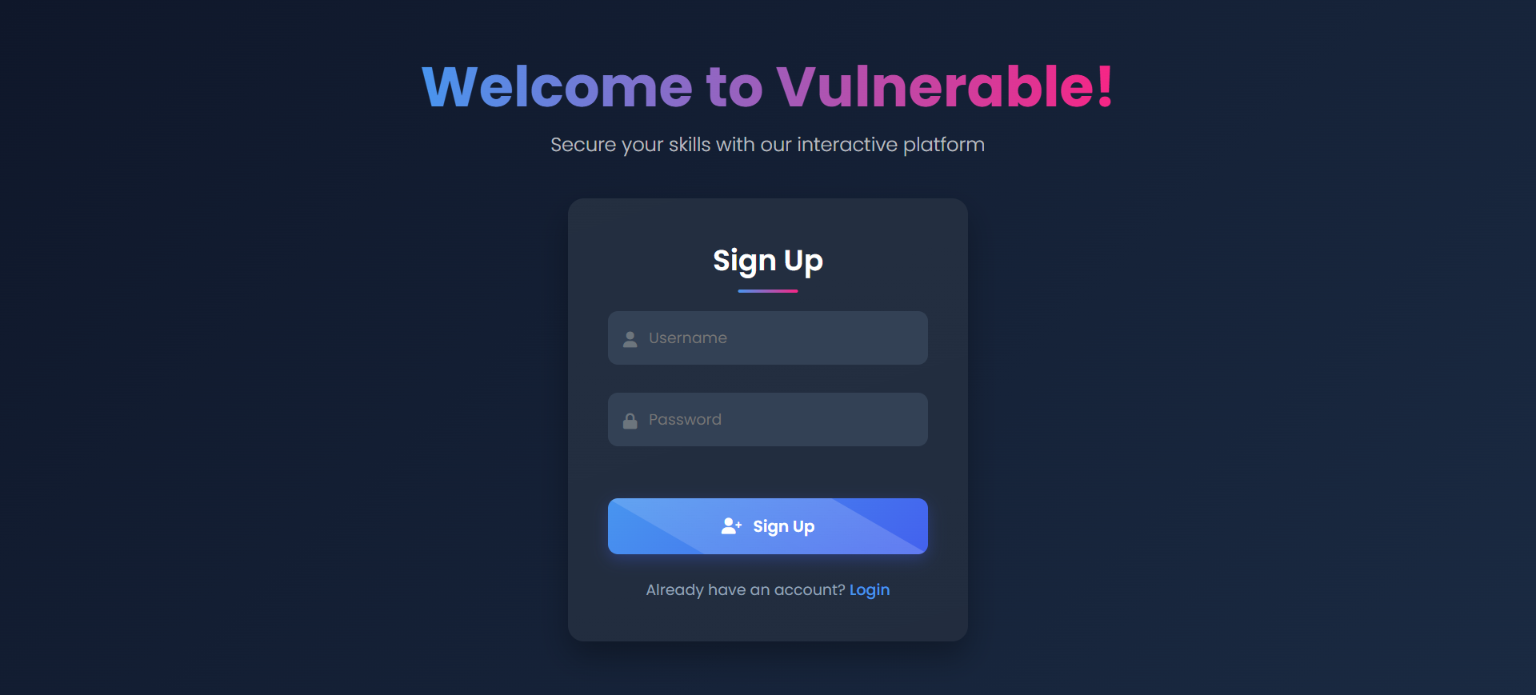 Welcome to Vulnerable!
Secure your skills with our interactive platform
Sign Up
Username
Password
Sign Up
Already have an account? Login